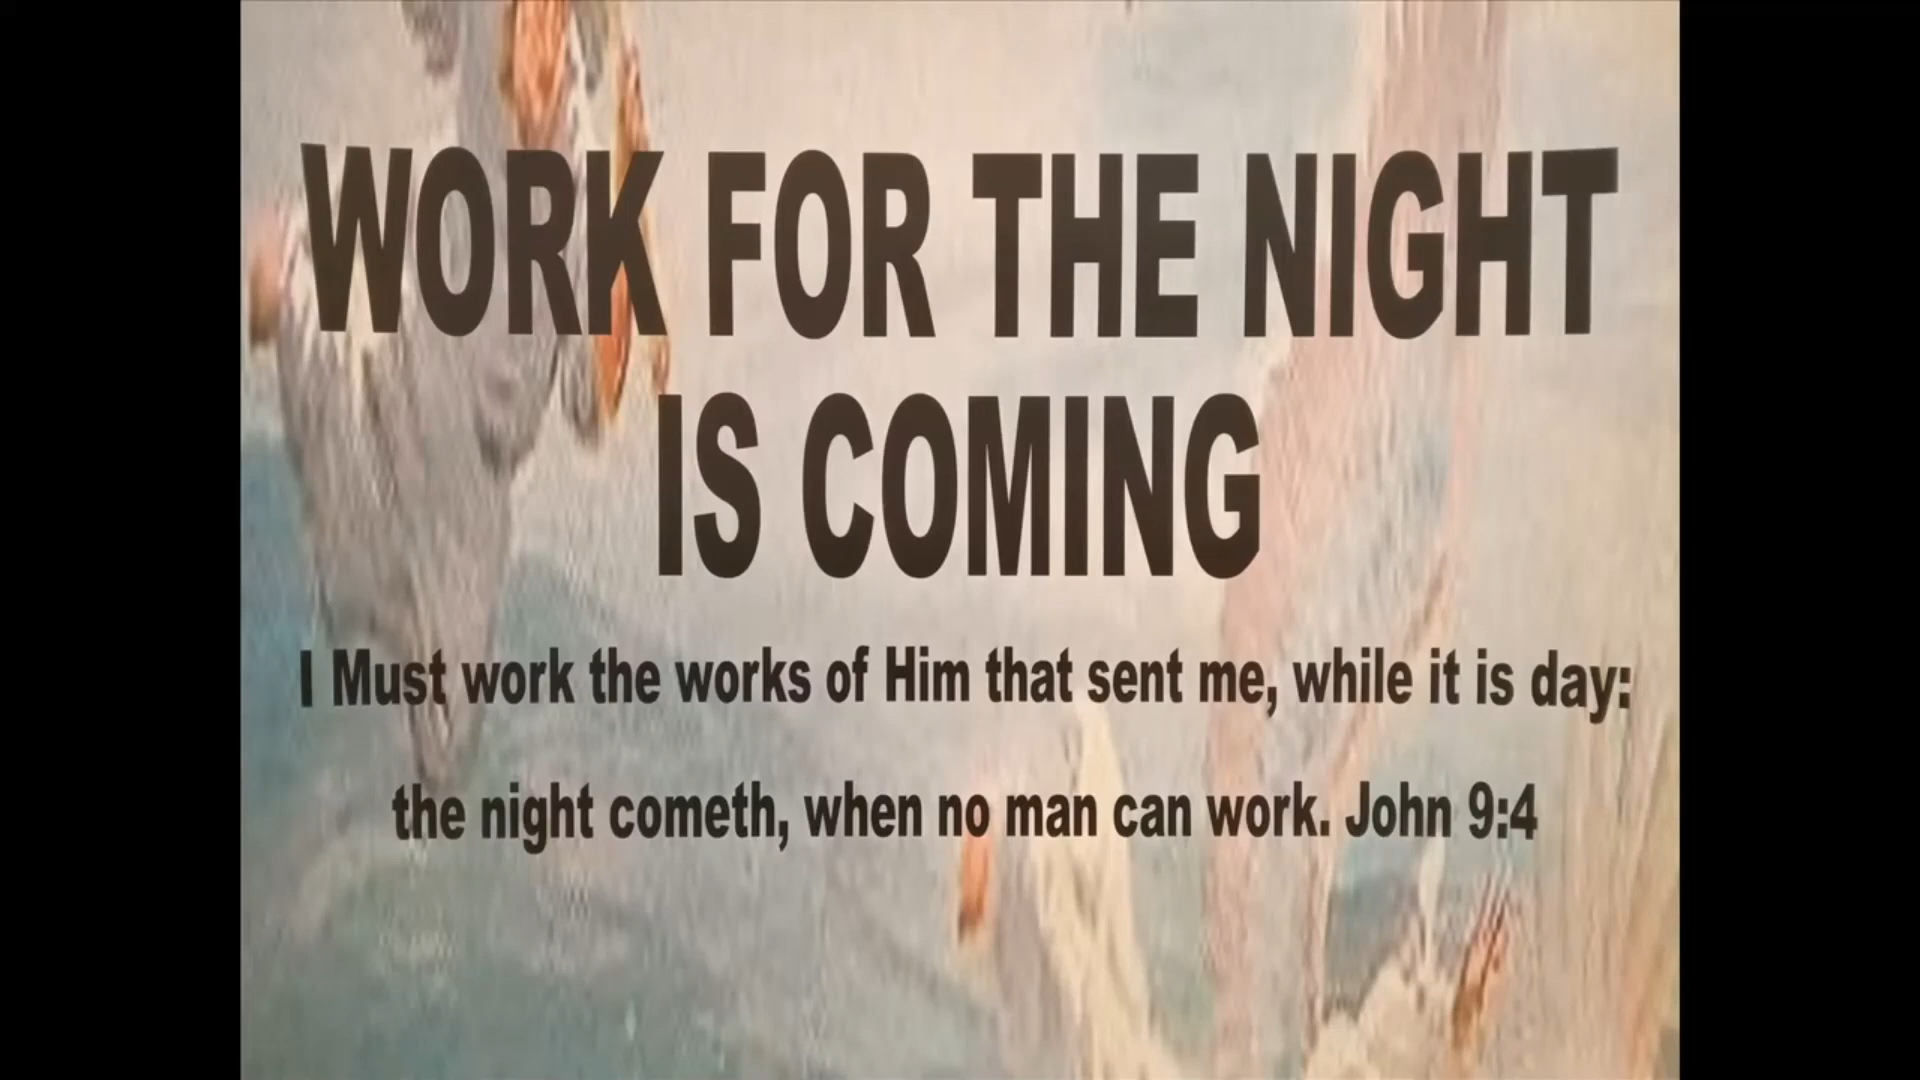 WORK FOR THE NIGHT
IS COMING
I Must work the works of Him that sent me, while it is day:
the night cometh, when no man can work. John 9:4